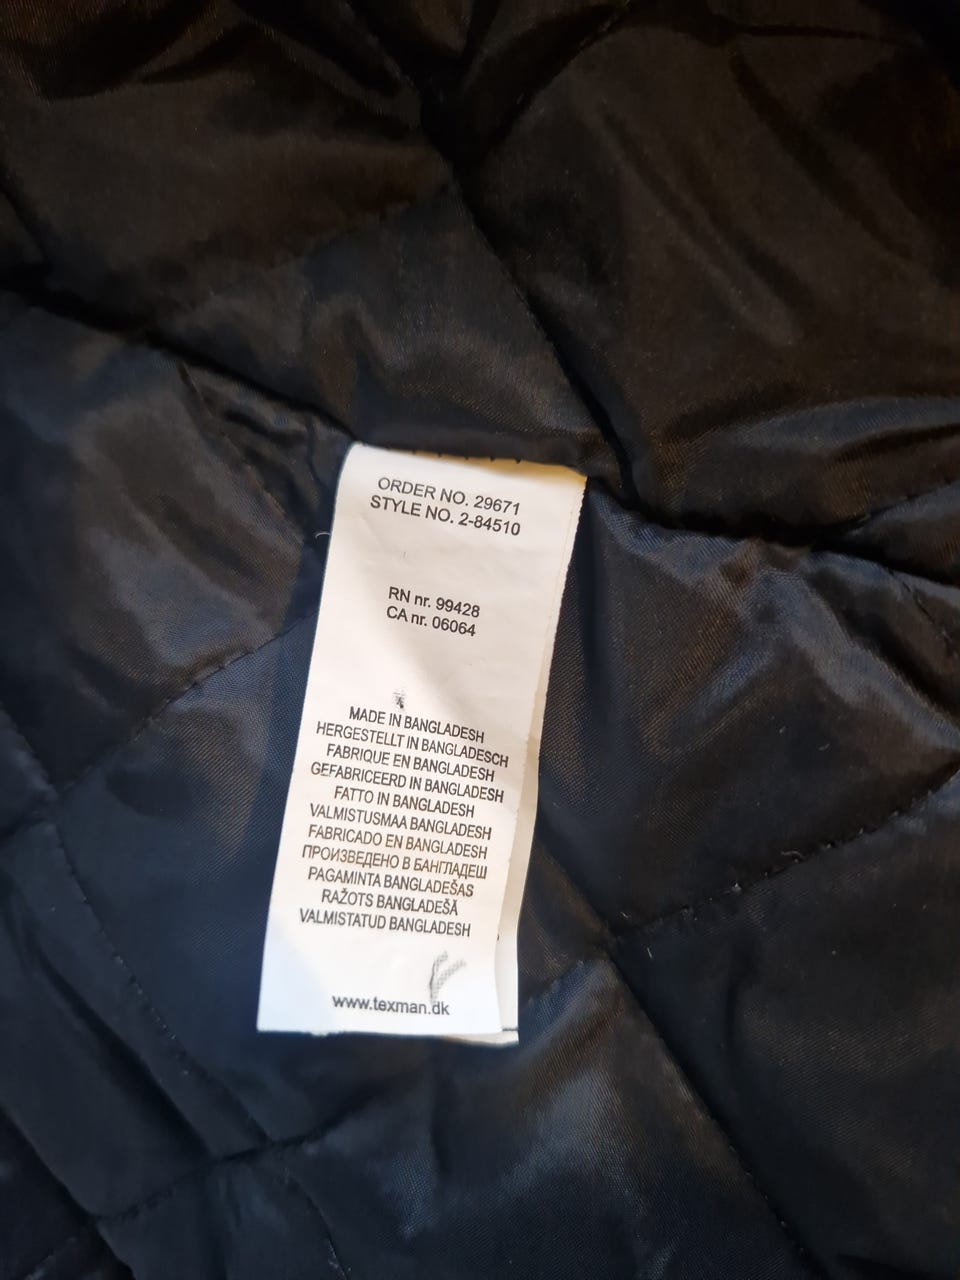 ORDER NO. 29671
STYLE NO. 2-84510
RN nr. 99428
CA nr. 06064
MADE IN BANGLADESH
HERGESTELLT IN BANGLADESCH
FABRIQUE EN BANGLADESH
GEFABRICEERD IN BANGLADESH
FATTO IN BANGLADESH
VALMISTUSMAA BANGLADESH
FABRICADO EN BANGLADESH
ПРОИЗВЕДЕНО В БАНГЛАДЕШ
PAGAMINTA BANGLADEŠAS
RAŽOTS BANGLADEŠĀ
VALMISTATUD BANGLADESH
www.texman.dk